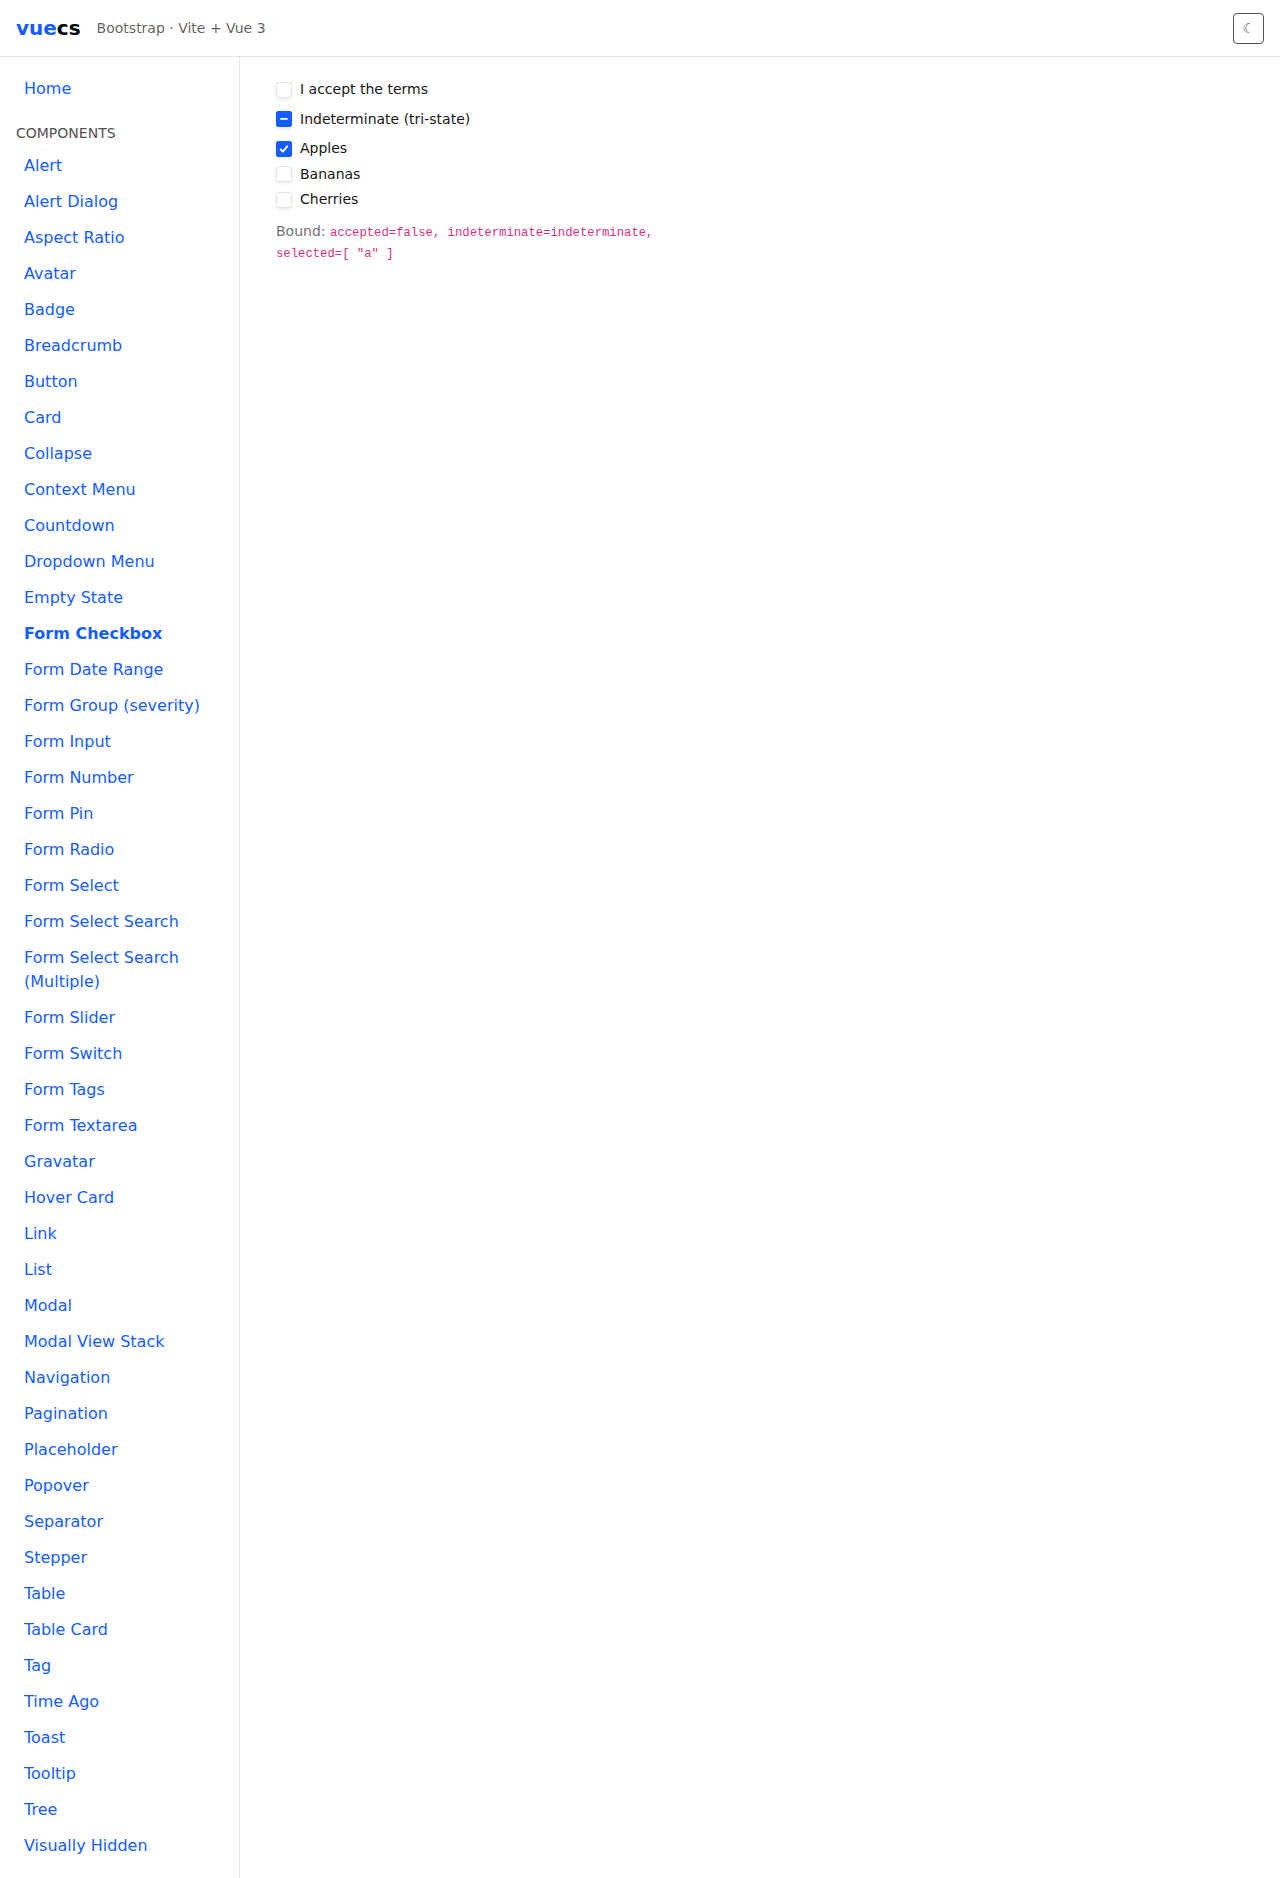 vuecs Bootstrap · Vite + Vue 3
Home
COMPONENTS
Alert
Alert Dialog
Aspect Ratio
Avatar
Badge
Breadcrumb
Button
Card
Collapse
Context Menu
Countdown
Dropdown Menu
Empty State
Form Checkbox
Form Date Range
Form Group (severity)
Form Input
Form Number
Form Pin
Form Radio
Form Select
Form Select Search
Form Select Search
(Multiple)
Form Slider
Form Switch
Form Tags
Form Textarea
Gravatar
Hover Card
Link
List
Modal
Modal View Stack
Navigation
Pagination
Placeholder
Popover
Separator
Stepper
Table
Table Card
Tag
Time Ago
Toast
Tooltip
Tree
Visually Hidden
I accept the terms
Indeterminate (tri-state)
Apples
Bananas
Cherries
Bound: accepted=false, indeterminate=indeterminate,
selected=[ "a" ]